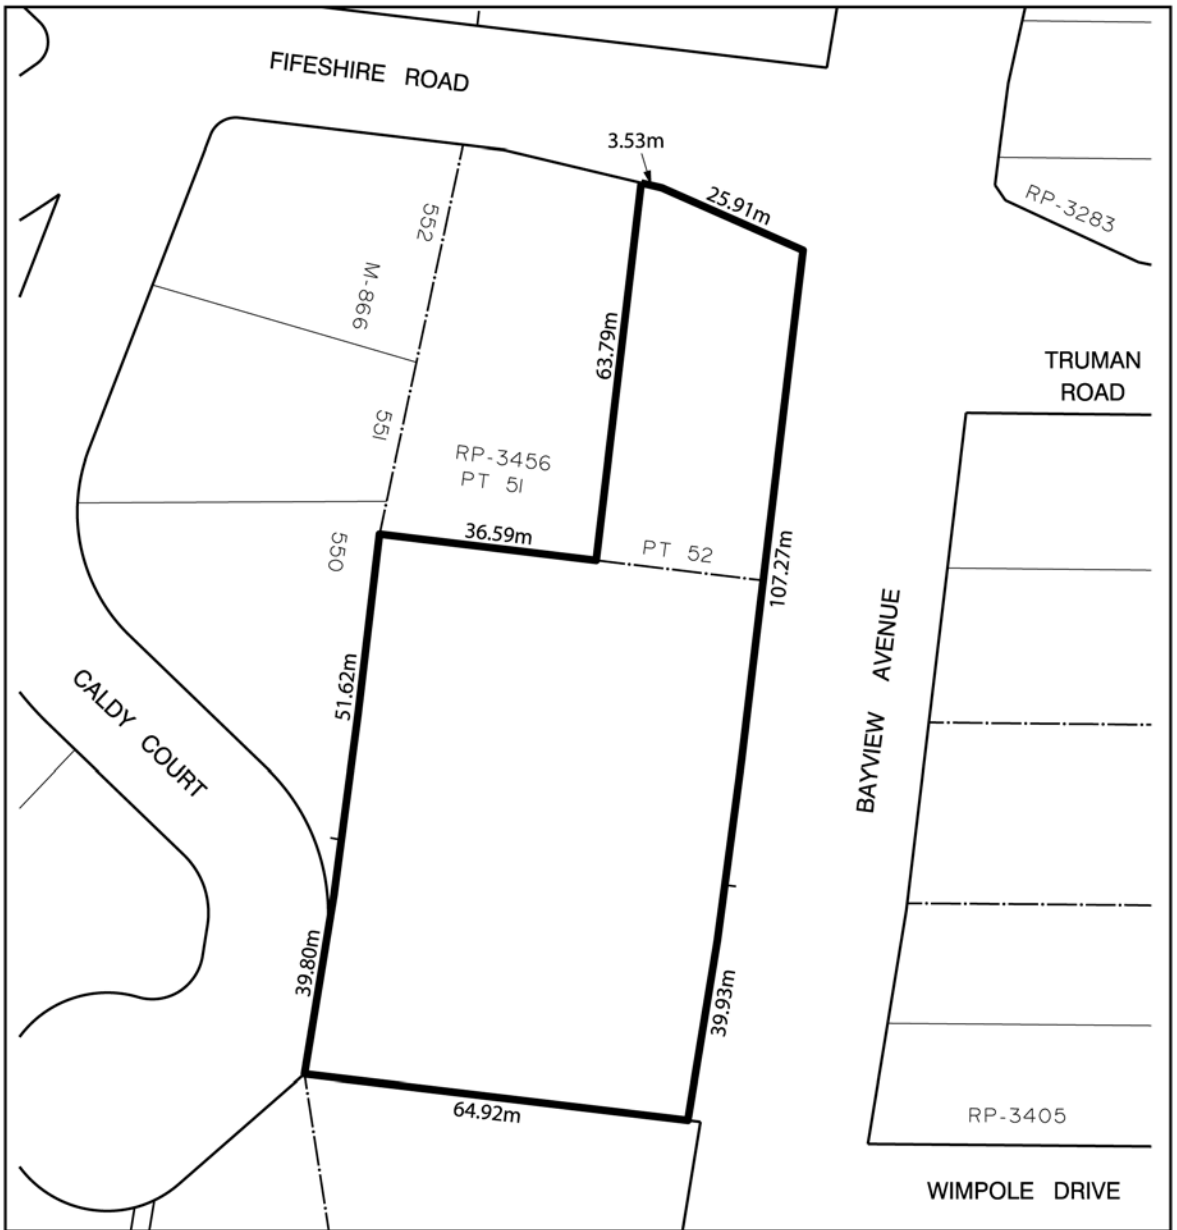 FIFESHIRE ROAD
3.53m
25.91m
RP-3283
552
M-866
63.79m
TRUMAN
ROAD
551
RP-3456
PT 51
36.59m
PT 52
550
107.27m
BAYVIEW AVENUE
51.62m
CALDY COURT
39.80m
39.93m
64.92m
RP-3405
WIMPOLE DRIVE